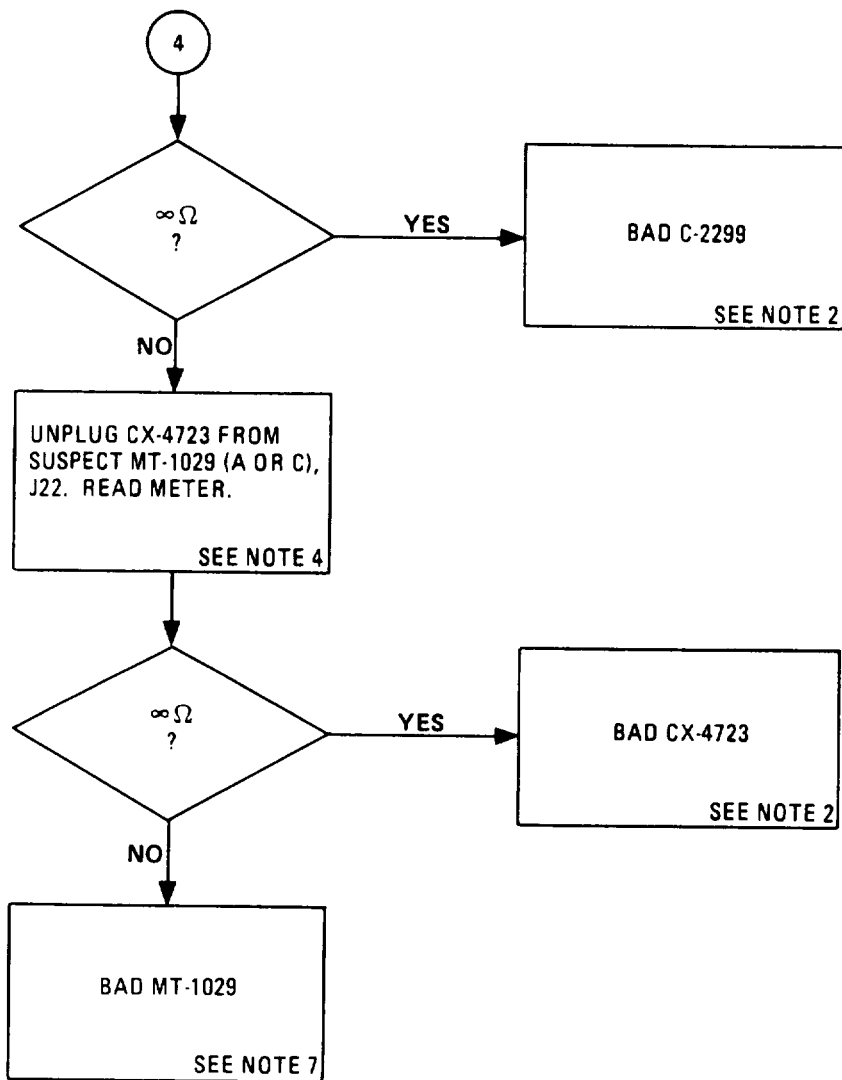 4
∞ Ω
?
YES
BAD C-2299
SEE NOTE 2
NO
UNPLUG CX-4723 FROM
SUSPECT MT-1029 (A OR C),
J22. READ METER.
SEE NOTE 4
∞ Ω
?
YES
BAD CX-4723
SEE NOTE 2
NO
BAD MT-1029
SEE NOTE 7